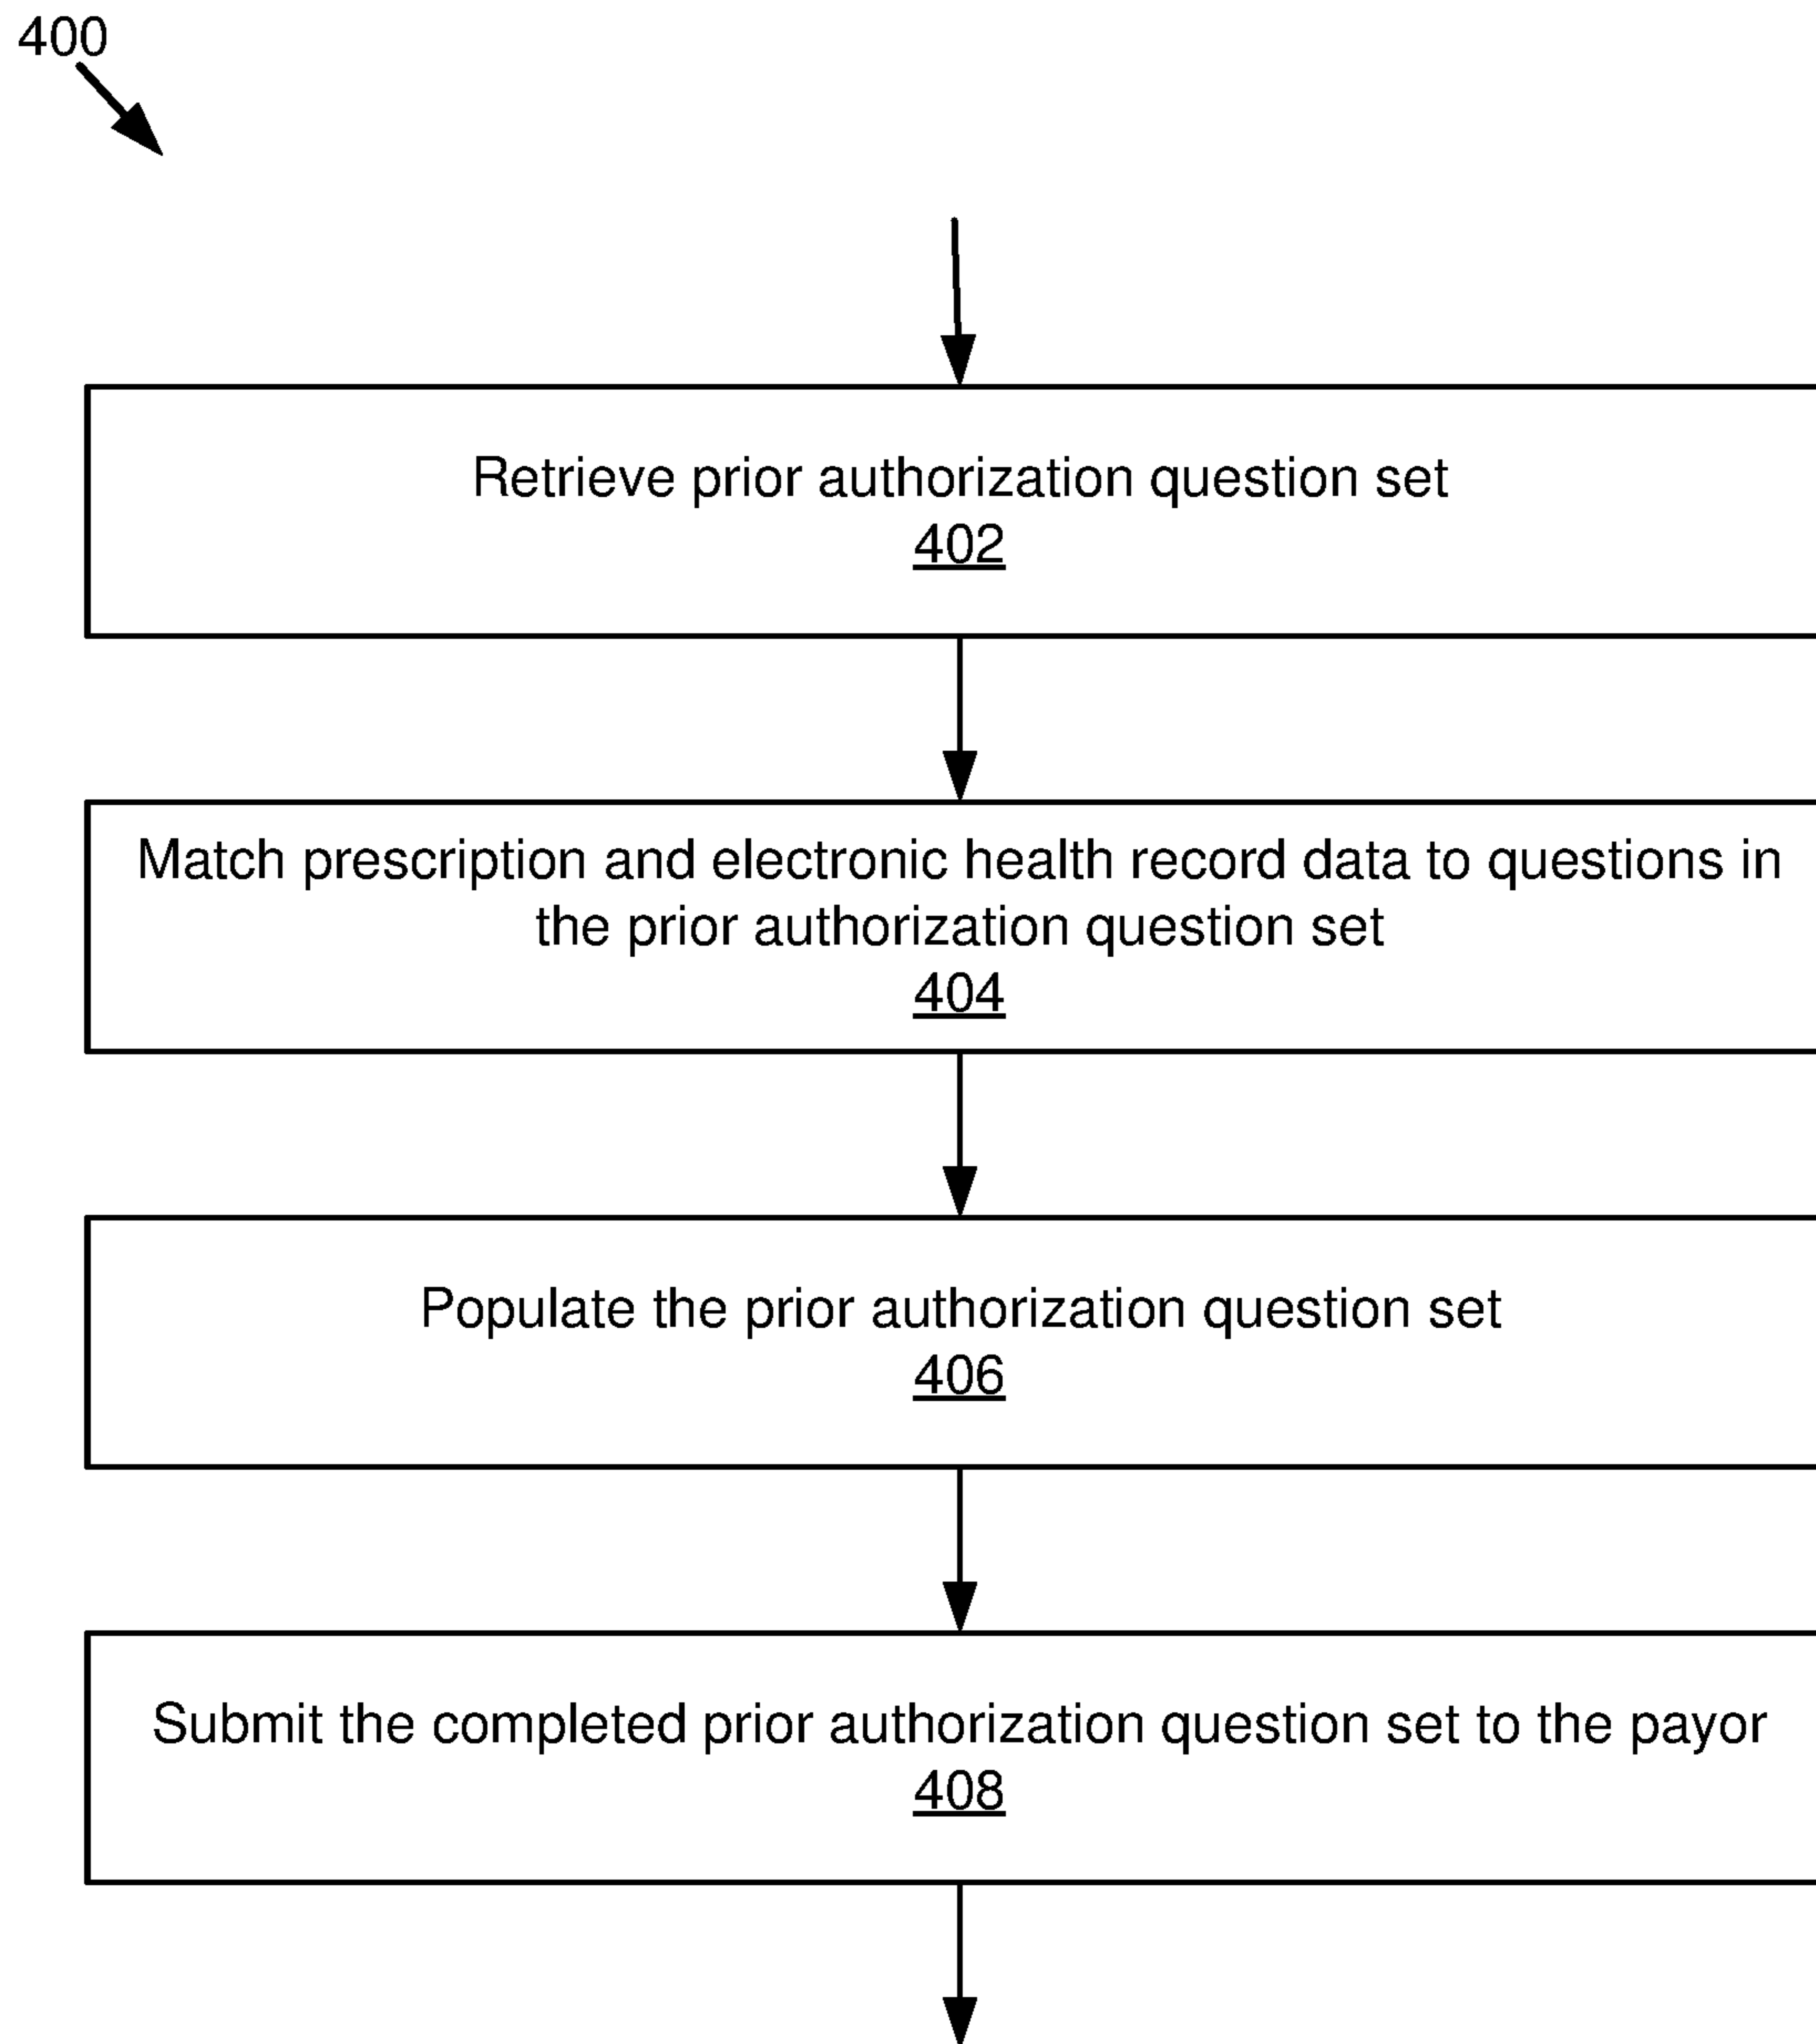 400
Retrieve prior authorization question set
402
Match prescription and electronic health record data to questions in
the prior authorization question set
404
Populate the prior authorization question set
406
Submit the completed prior authorization question set to the payor
408